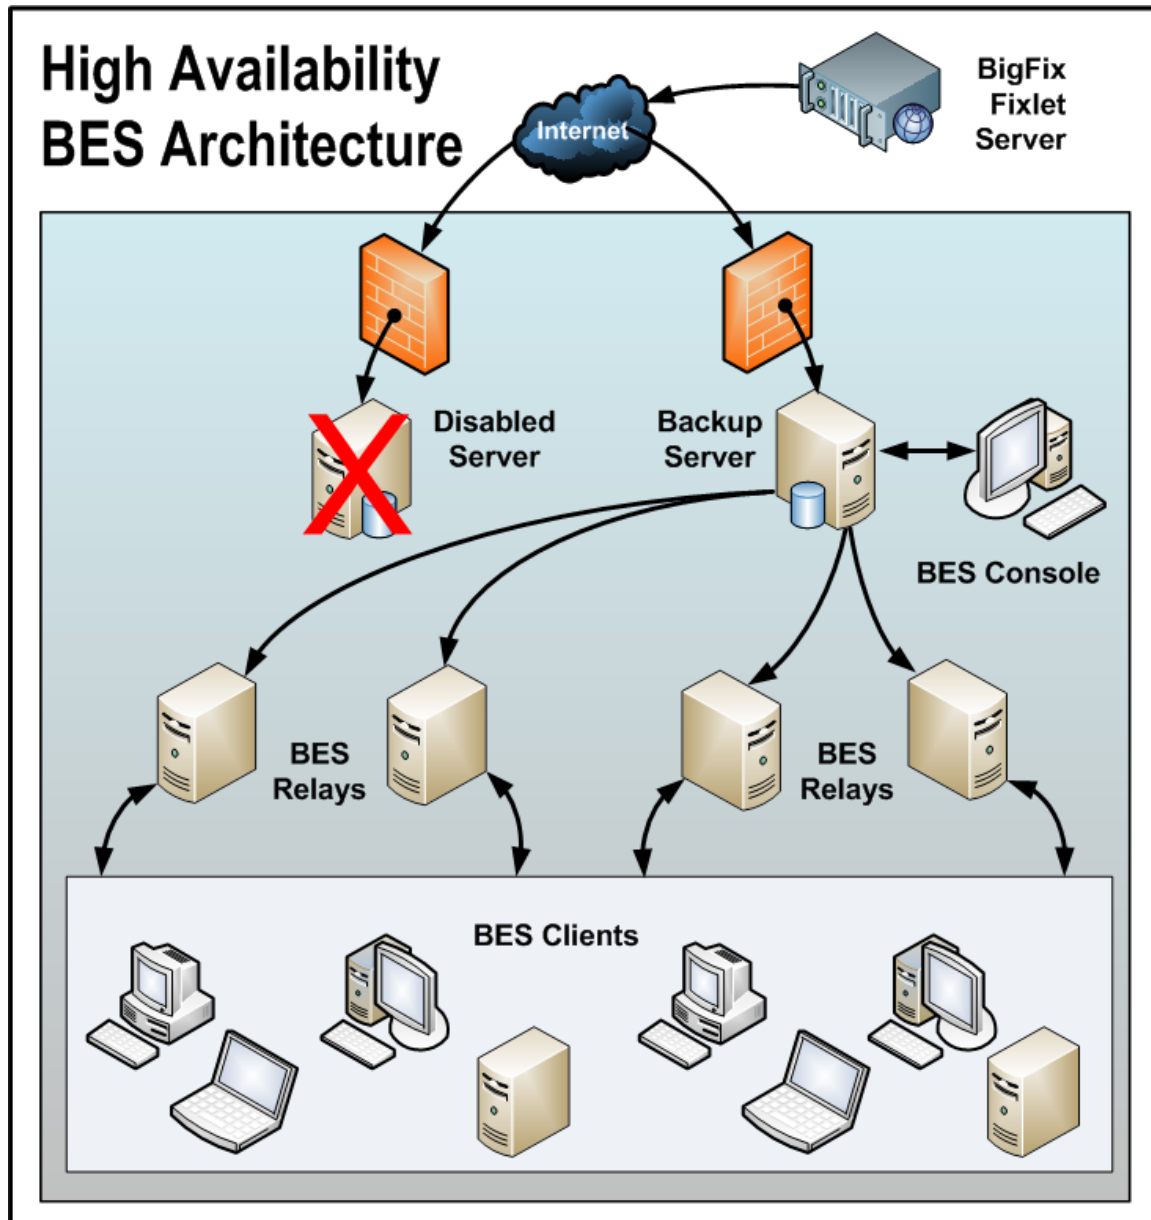 High Availability
BES Architecture
Internet
BigFix
Fixlet
Server
Disabled
Server
Backup
Server
BES Console
BES
Relays
BES
Relays
BES Clients